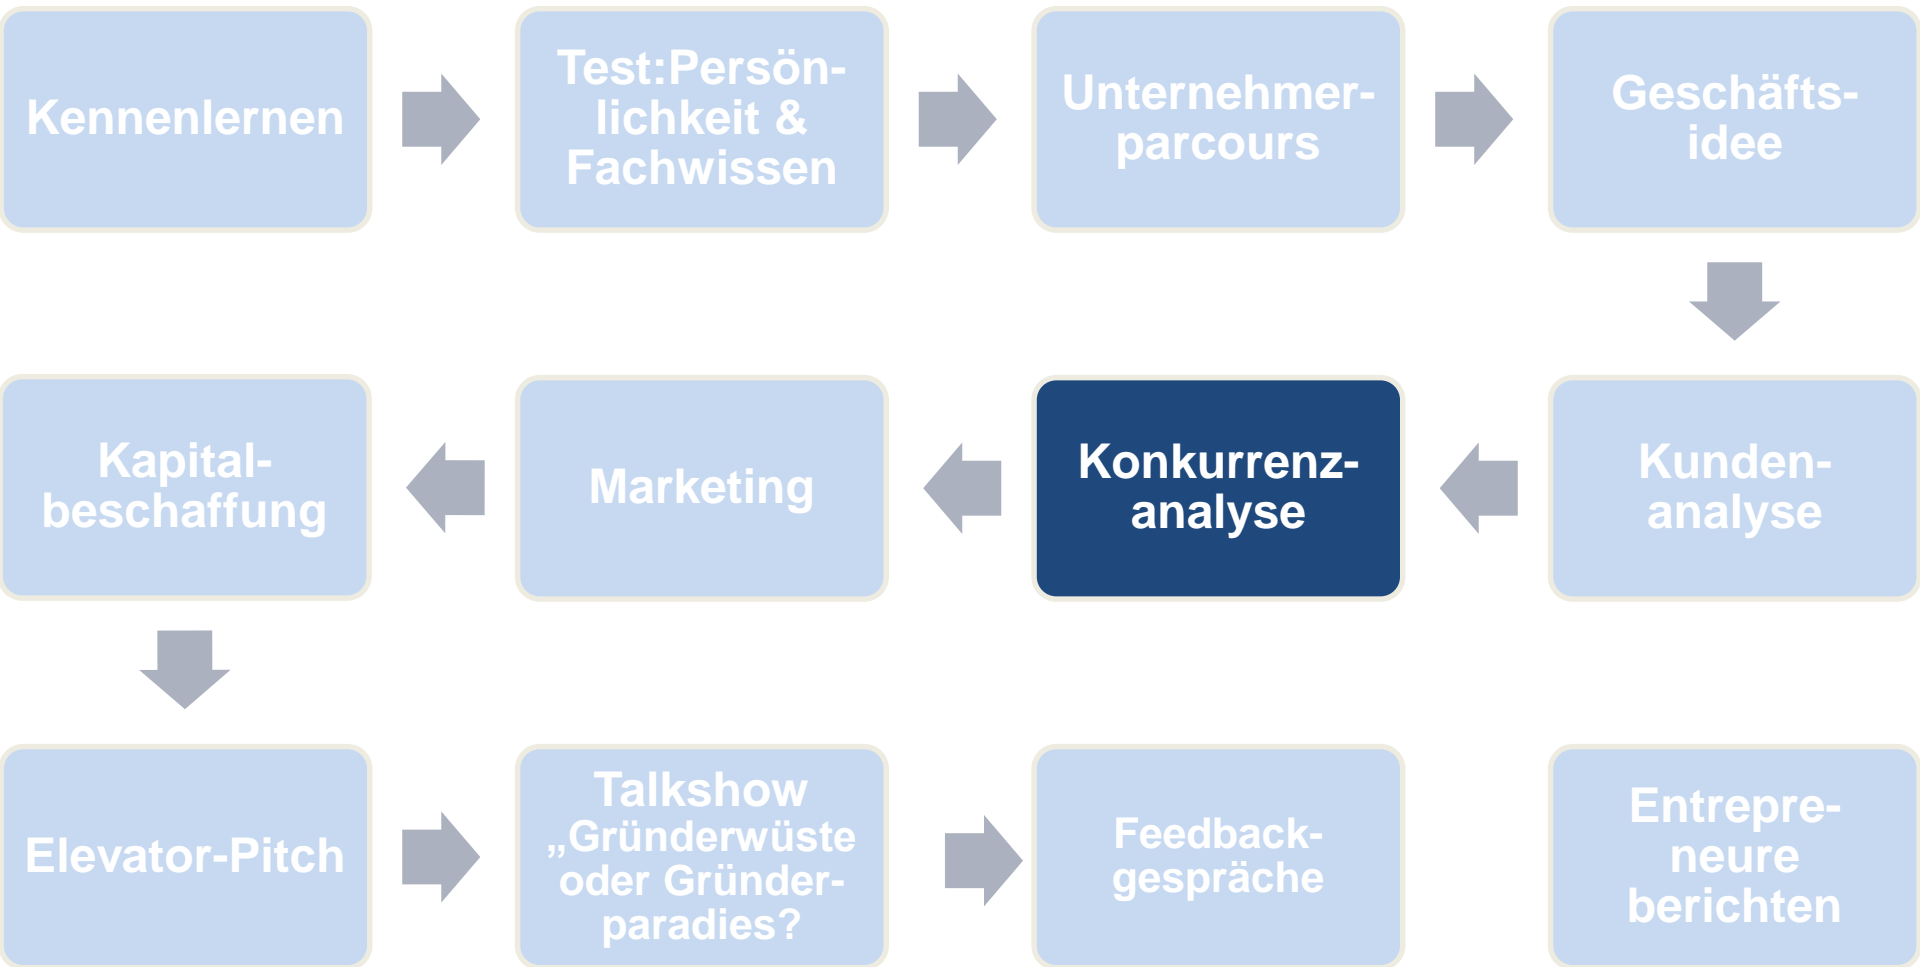 Kennenlernen
Test:Persön-
lichkeit &
Fachwissen
Unternehmer-
parcours
Geschäfts-
idee
Kunden-
analyse
Konkurrenz-
analyse
Marketing
Kapital-
beschaffung
Elevator-Pitch
Talkshow
„Gründerwüste
oder Gründer-
paradies?
Feedback-
gespräche
Entrepre-
neure
berichten